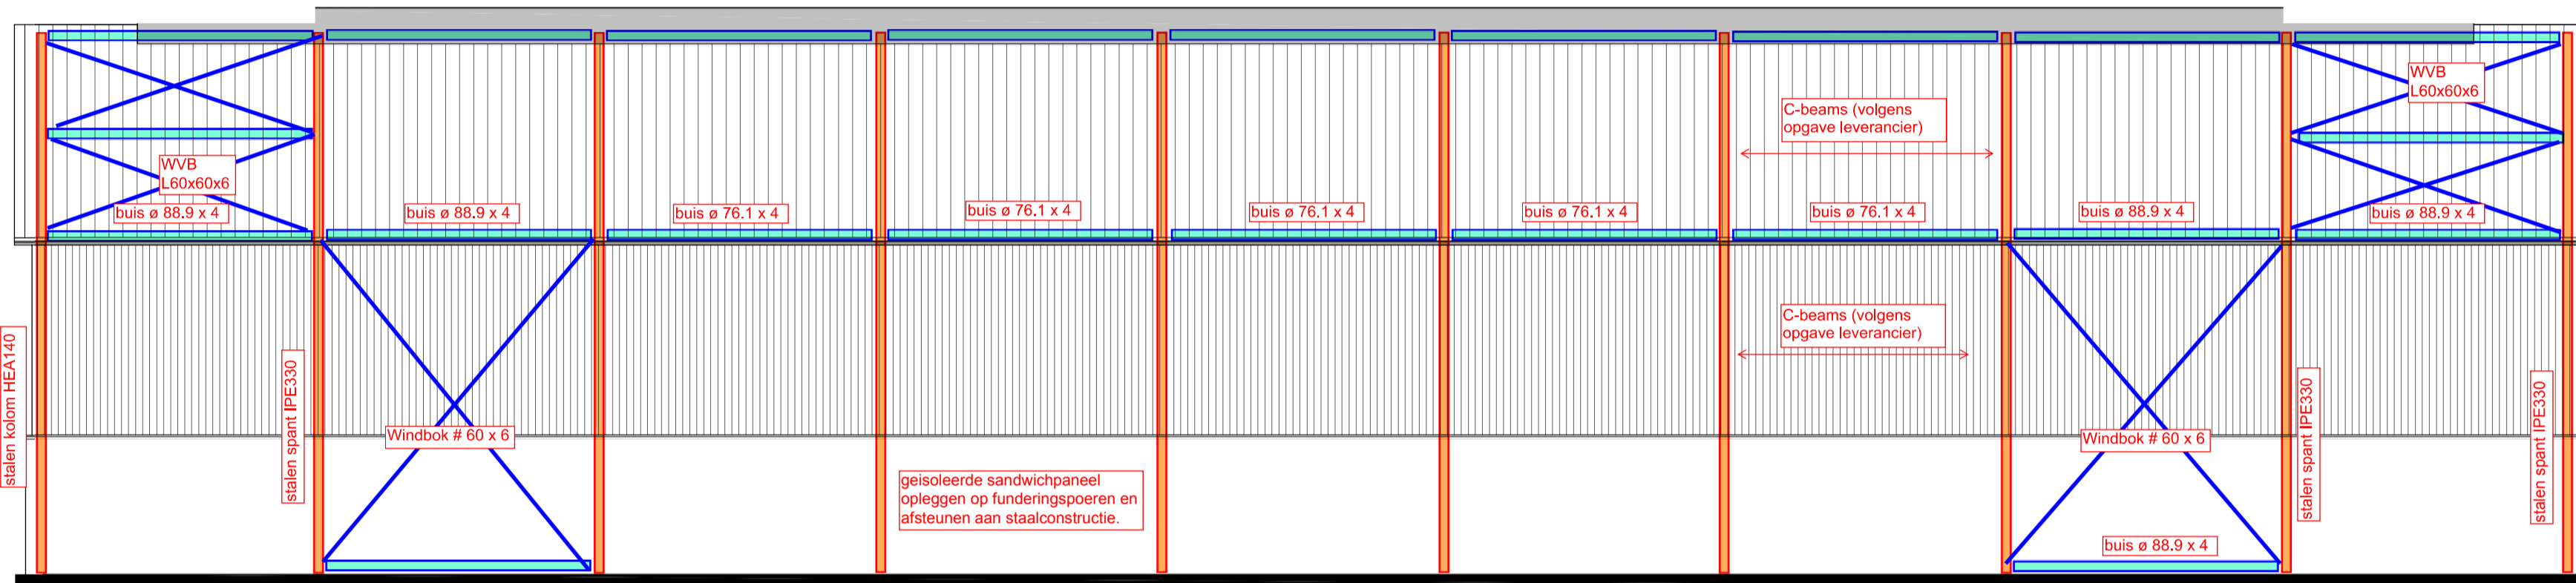 WVB
L60x60x6
C-beams (volgens
opgave leverancier)
WVB
L60x60x6
buis ø 88.9 x 4
buis ø 88.9 x 4
buis ø 76.1 x 4
buis ø 76.1 x 4
buis ø 76.1 x 4
buis ø 76.1 x 4
buis ø 76.1 x 4
buis ø 88.9 x 4
buis ø 88.9 x 4
C-beams (volgens
opgave leverancier)
stalen kolom HEA140
stalen spant IPE330
Windbok # 60 x 6
geisoleerde sandwichpaneel
opleggen op funderingspoeren en
afsteunen aan staalconstructie.
Windbok # 60 x 6
stalen spant IPE330
stalen spant IPE330
buis ø 88.9 x 4